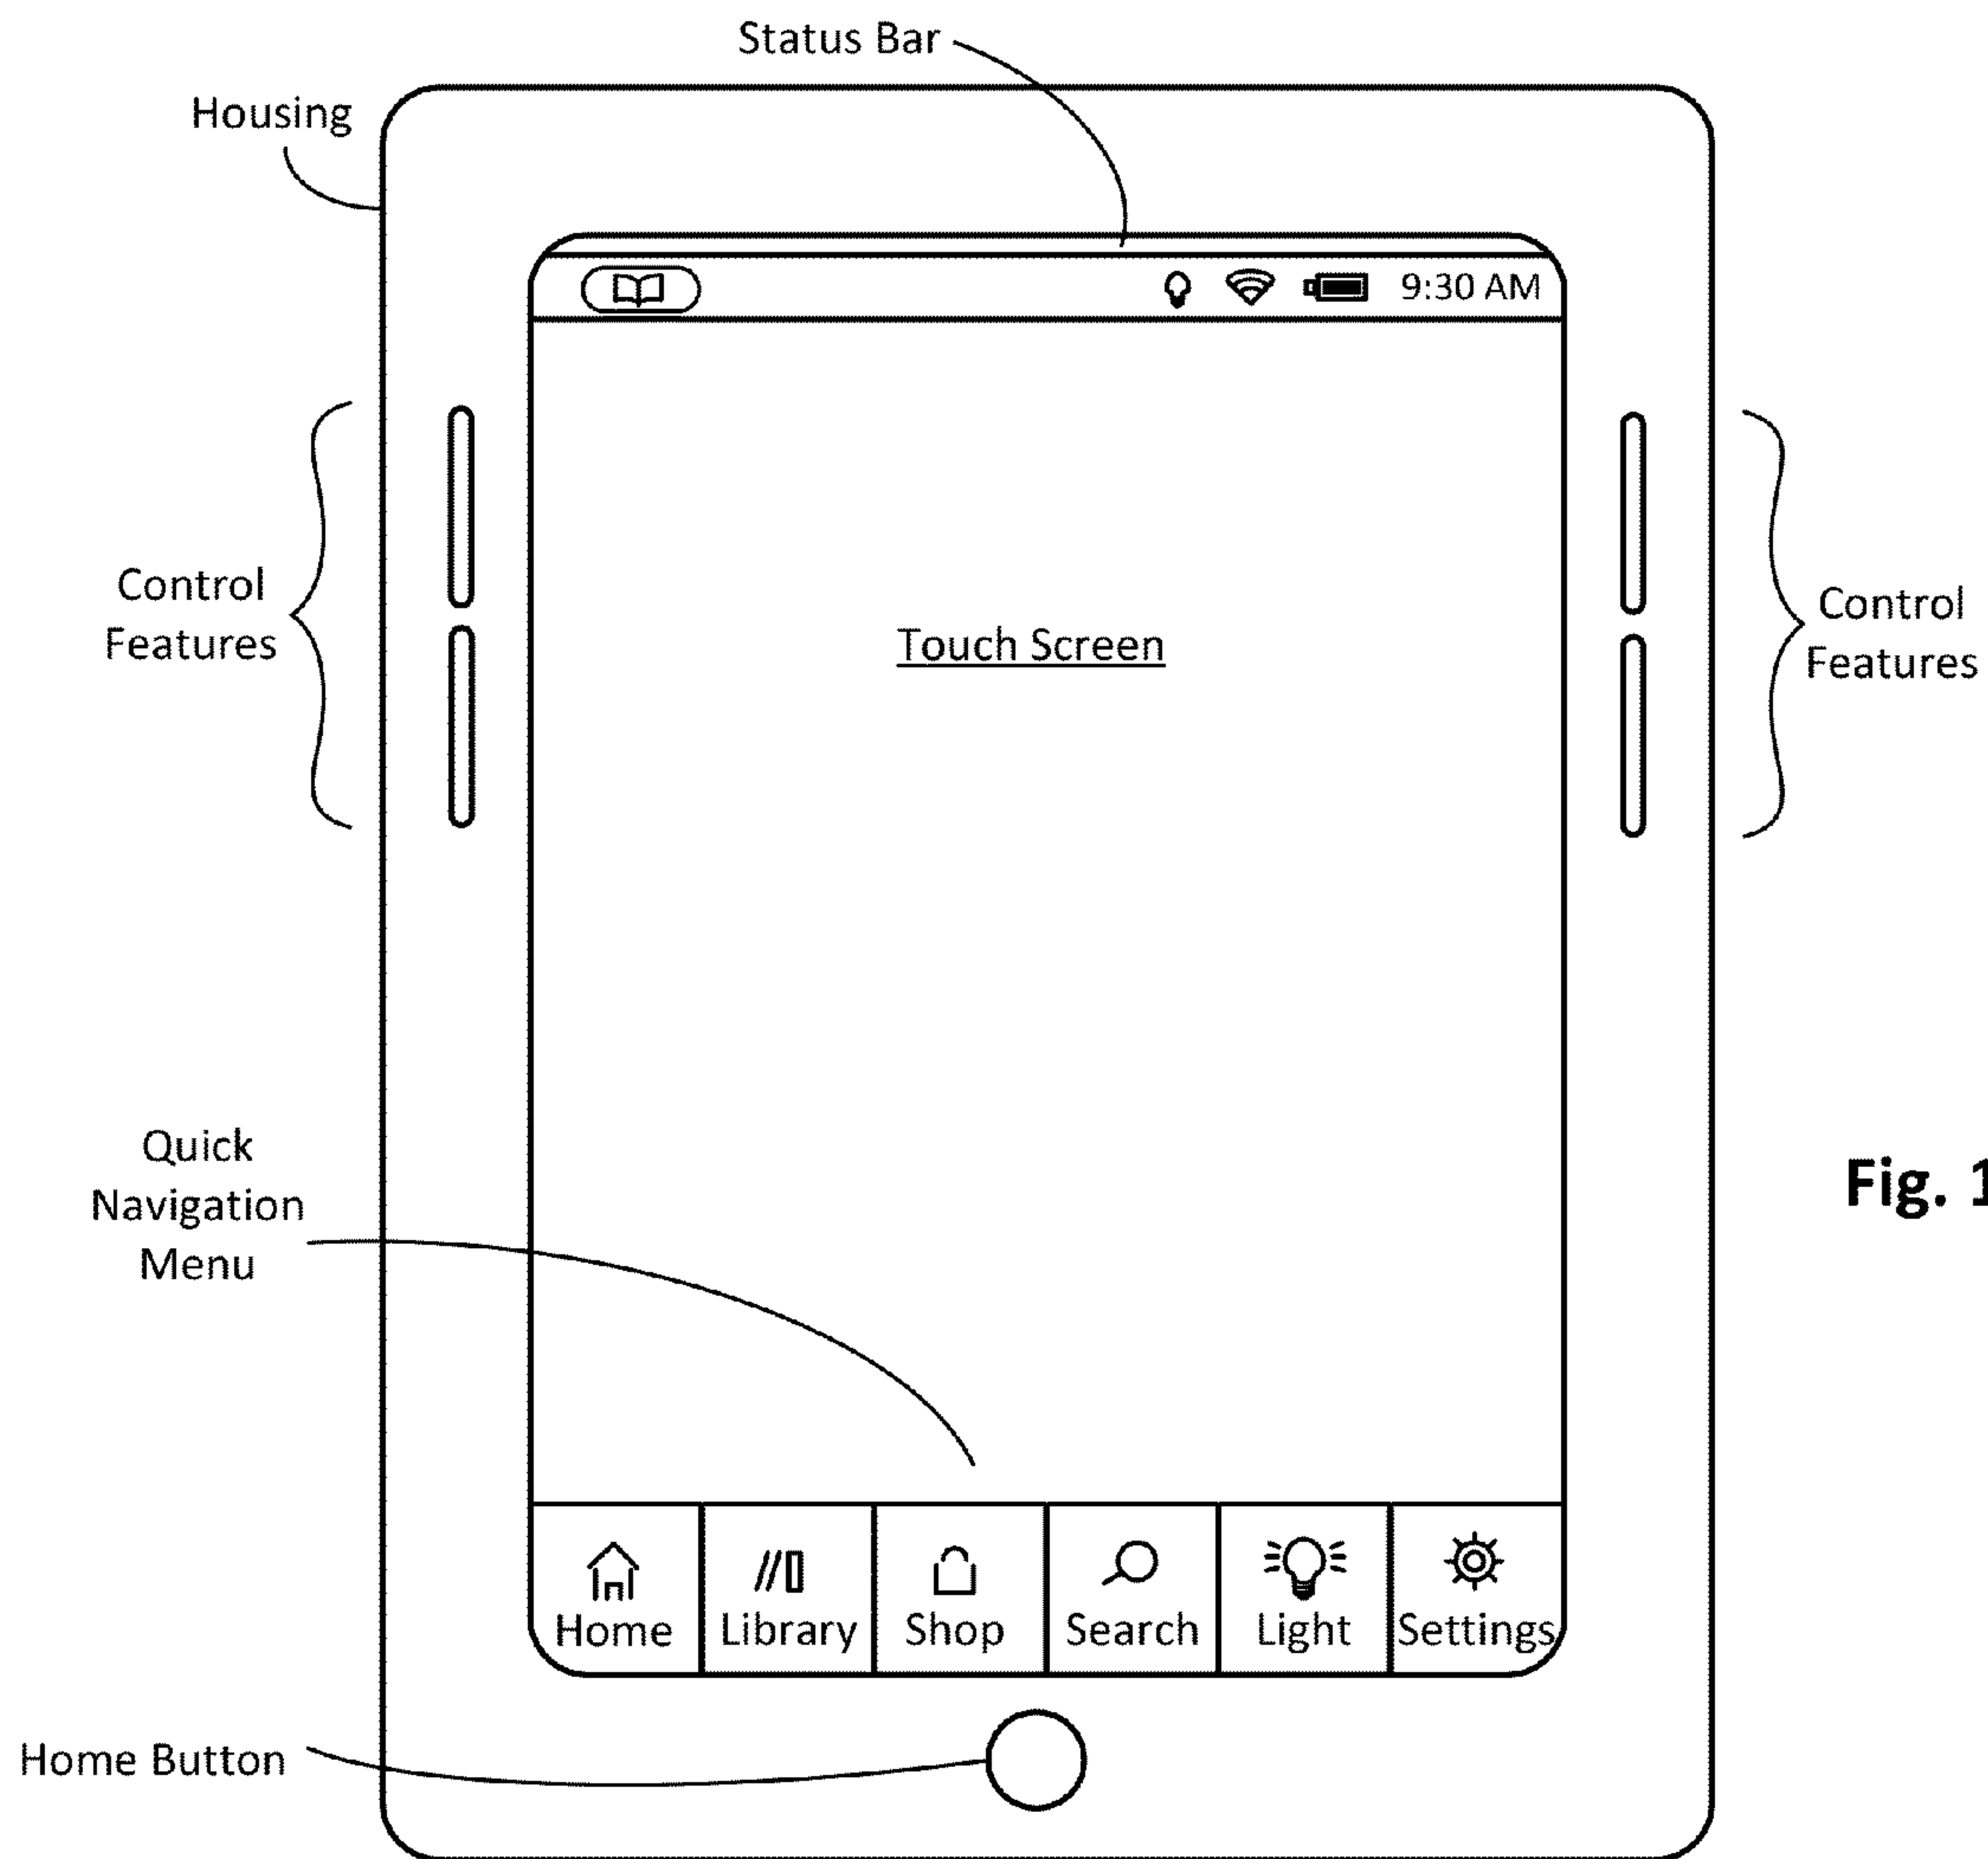 Status Bar
Housing
9:30 AM
Control
Features
Touch Screen
Control
Features
Quick
Navigation
Menu
Fig. 1
Home
Library
Shop
Search
Light
Settings
Home Button